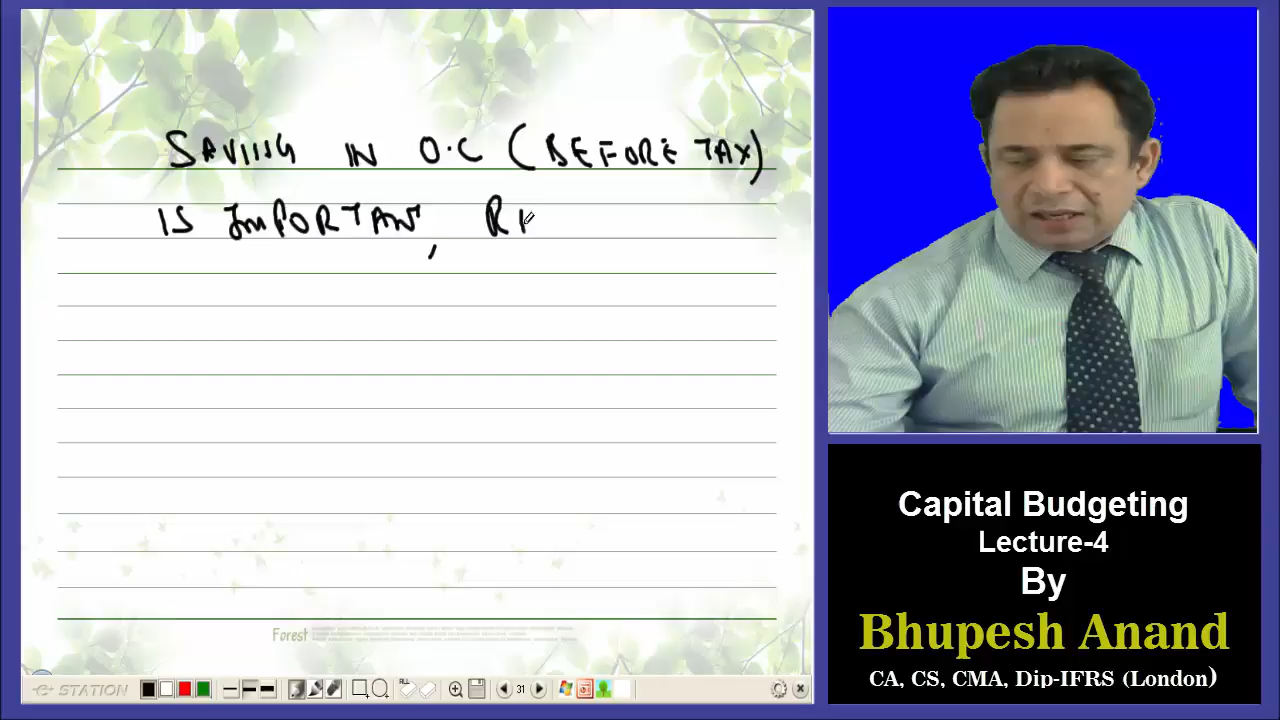 SAVING IN O.C (BEFORE TAX)
IS IMPORTANT,
Forest
STATION
31
Capital Budgeting
Lecture-4
By
Bhupesh Anand
CA, CS, CMA, Dip-IFRS (London)